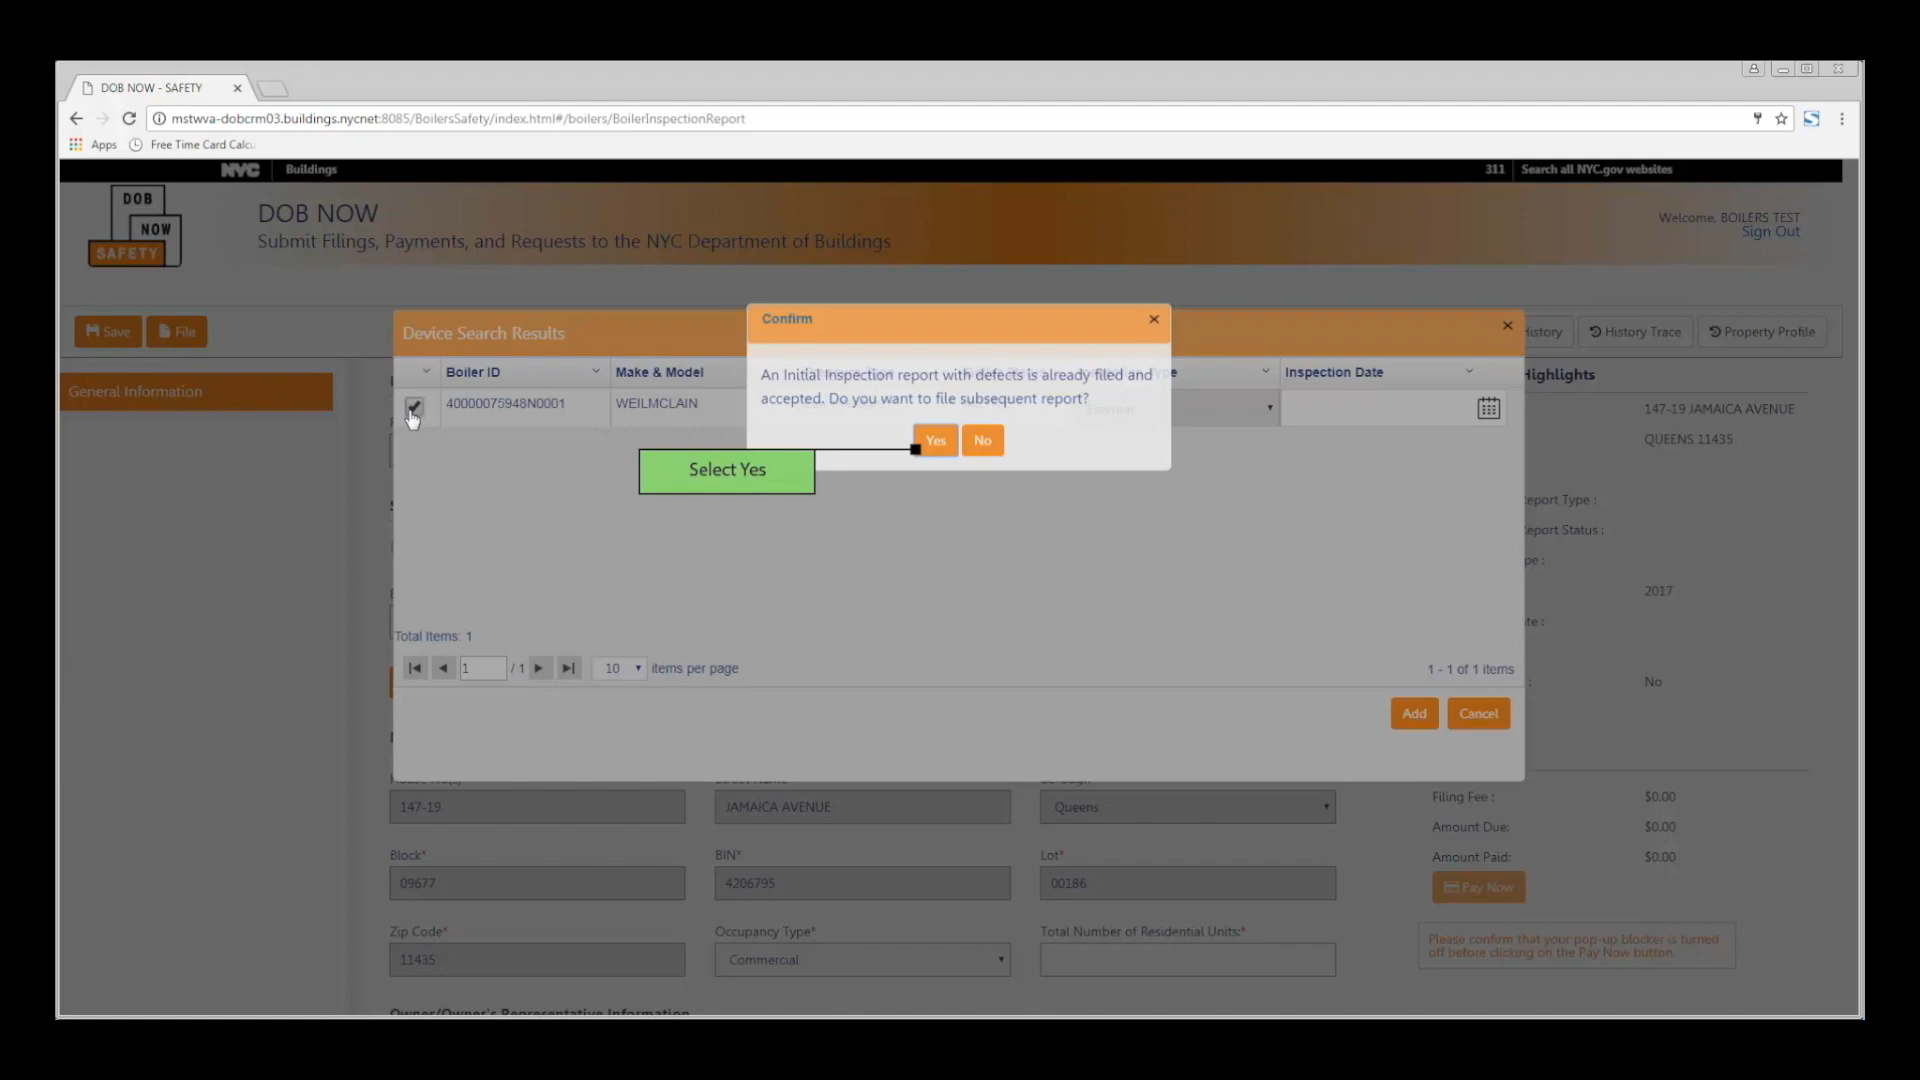 DOB NOW - SAFETY
mstwva-dobcrm03.buildings.nycnet:8085/BoilersSafety/index.html#/boilers/BoilerInspectionReport
Apps
Free Time Card Calcu
NYC
Buildings
311
Search all NYC.gov websites
DOB
NOW
SAFETY
DOB NOW
Submit Filings, Payments, and Requests to the NYC Department of Buildings
Welcome, BOILERS TEST
Sign Out
Save
File
History Trace
Property Profile
General Information
Device Search Results
Boiler ID
Make & Model
Inspection Date
40000075948N0001
WEILMCLAIN
Confirm
An Initial Inspection report with defects is already filed and
accepted. Do you want to file subsequent report?
Yes
No
Select Yes
Total Items: 1
1
/ 1
10
items per page
1 - 1 of 1 items
Add
Cancel
Highlights
147-19 JAMAICA AVENUE
QUEENS 11435
eport Type :
eport Status :
2017
No
147-19
JAMAICA AVENUE
Queens
Block*
BIN*
Lot*
09677
4206795
00186
Zip Code*
Occupancy Type*
Total Number of Residential Units:*
11435
Commercial
Owner/Owner's Representative Information
Filing Fee :
$0.00
Amount Due:
$0.00
Amount Paid:
$0.00
Pay Now
Please confirm that your pop-up blocker is turned
off before clicking on the Pay Now button.